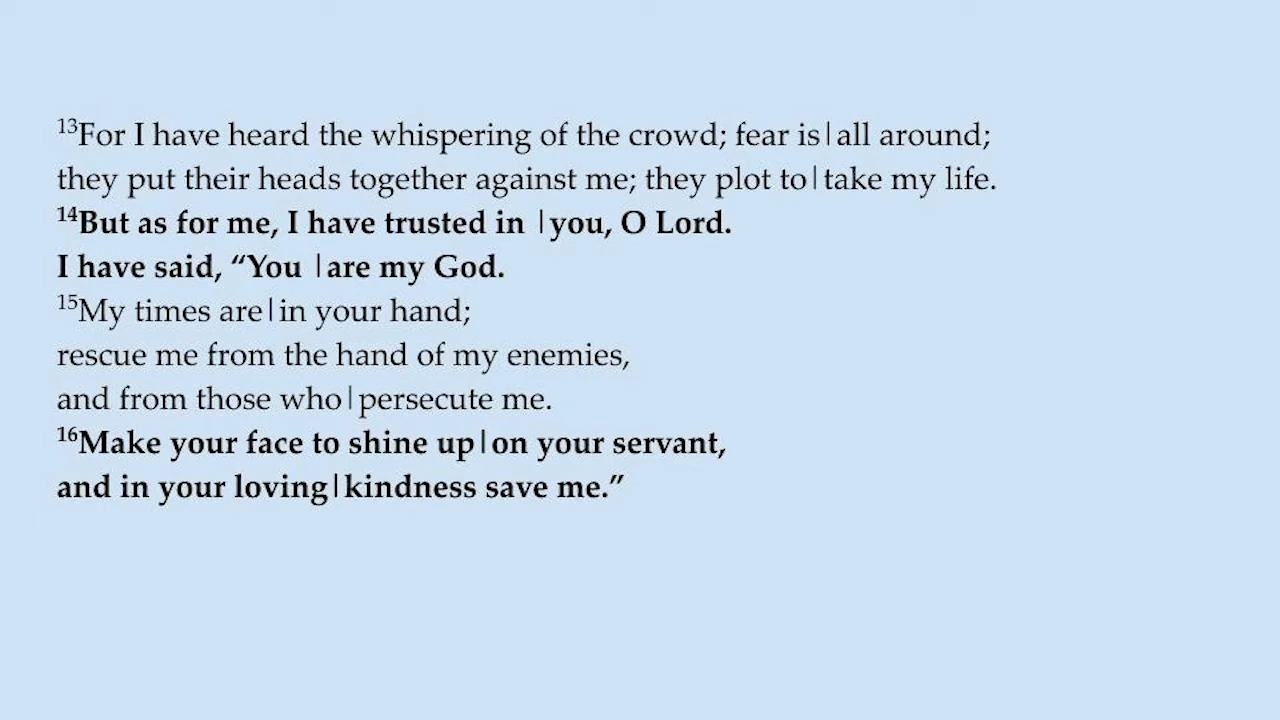 ¹³For I have heard the whispering of the crowd; fear is|all around;
they put their heads together against me; they plot to|take my life.
¹⁴But as for me, I have trusted in |you, O Lord.
I have said, “You |are my God.
¹⁵My times are|in your hand;
rescue me from the hand of my enemies,
and from those who|persecute me.
¹⁶Make your face to shine up|on your servant,
and in your loving|kindness save me.”